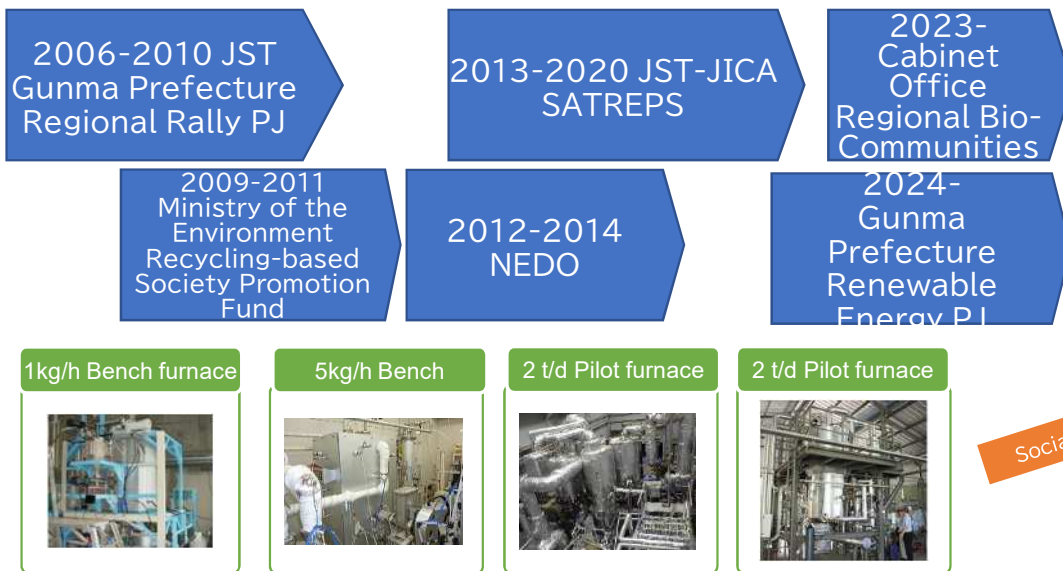 2006-2010 JST
Gunma Prefecture
Regional Rally PJ
2013-2020 JST-JICA
SATREPS
2023-
Cabinet
Office
Regional Bio-
Communities
2009-2011
Ministry of the
Environment
Recycling-based
Society Promotion
Fund
2012-2014
NEDO
2024-
Gunma
Prefecture
Renewable
Energy PJ
1kg/h Bench furnace
5kg/h Bench
2 t/d Pilot furnace
2 t/d Pilot furnace